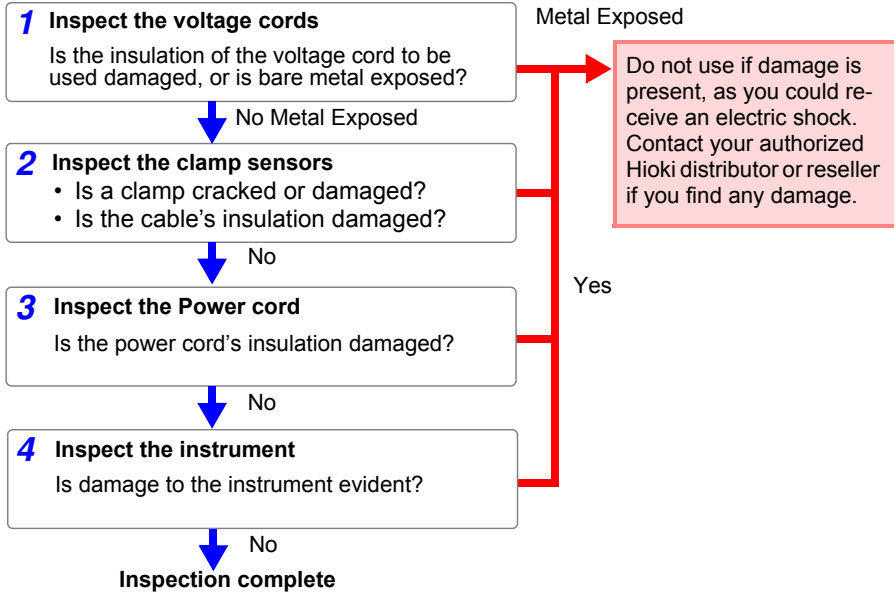 1 Inspect the voltage cords
Is the insulation of the voltage cord to be
used damaged, or is bare metal exposed?
Metal Exposed
Do not use if damage is
present, as you could re-
ceive an electric shock.
Contact your authorized
Hioki distributor or reseller
if you find any damage.
No Metal Exposed
2 Inspect the clamp sensors
• Is a clamp cracked or damaged?
• Is the cable's insulation damaged?
No
Yes
3 Inspect the Power cord
Is the power cord's insulation damaged?
No
4 Inspect the instrument
Is damage to the instrument evident?
No
Inspection complete